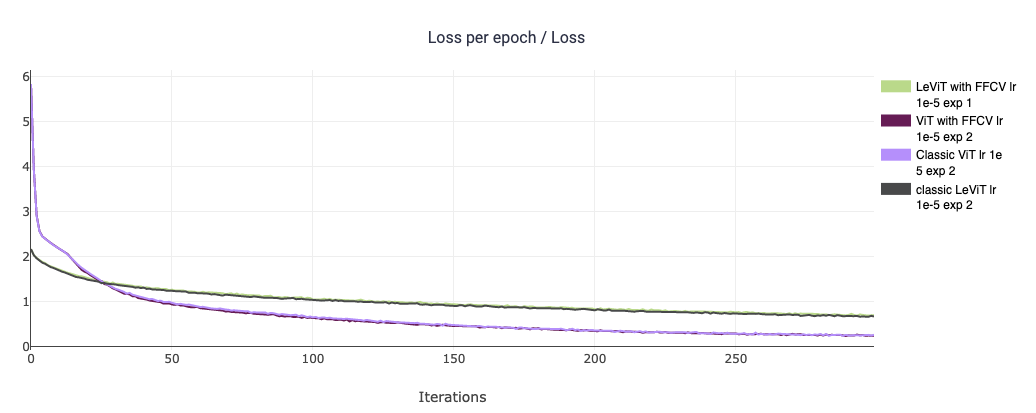 Loss per epoch / Loss
6
5
4
3
2
1
0
0
50
100
150
200
250
Iterations
LeViT with FFCV lr
1e-5 exp 1
ViT with FFCV lr
1e-5 exp 2
Classic ViT lr 1e
5 exp 2
classic LeViT lr
1e-5 exp 2